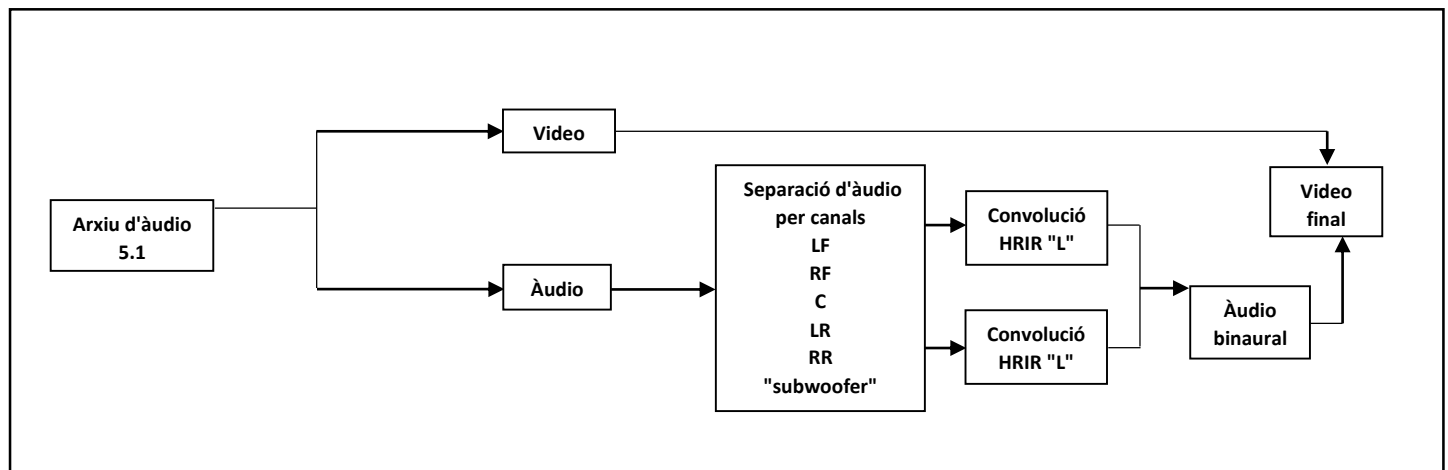 Arxiu d'àudio
5.1
Video
Àudio
Separació d'àudio
per canals
LF
RF
C
LR
RR
"subwoofer"
Convolució
HRIR "L"
Convolució
HRIR "L"
Àudio
binaural
Video
final